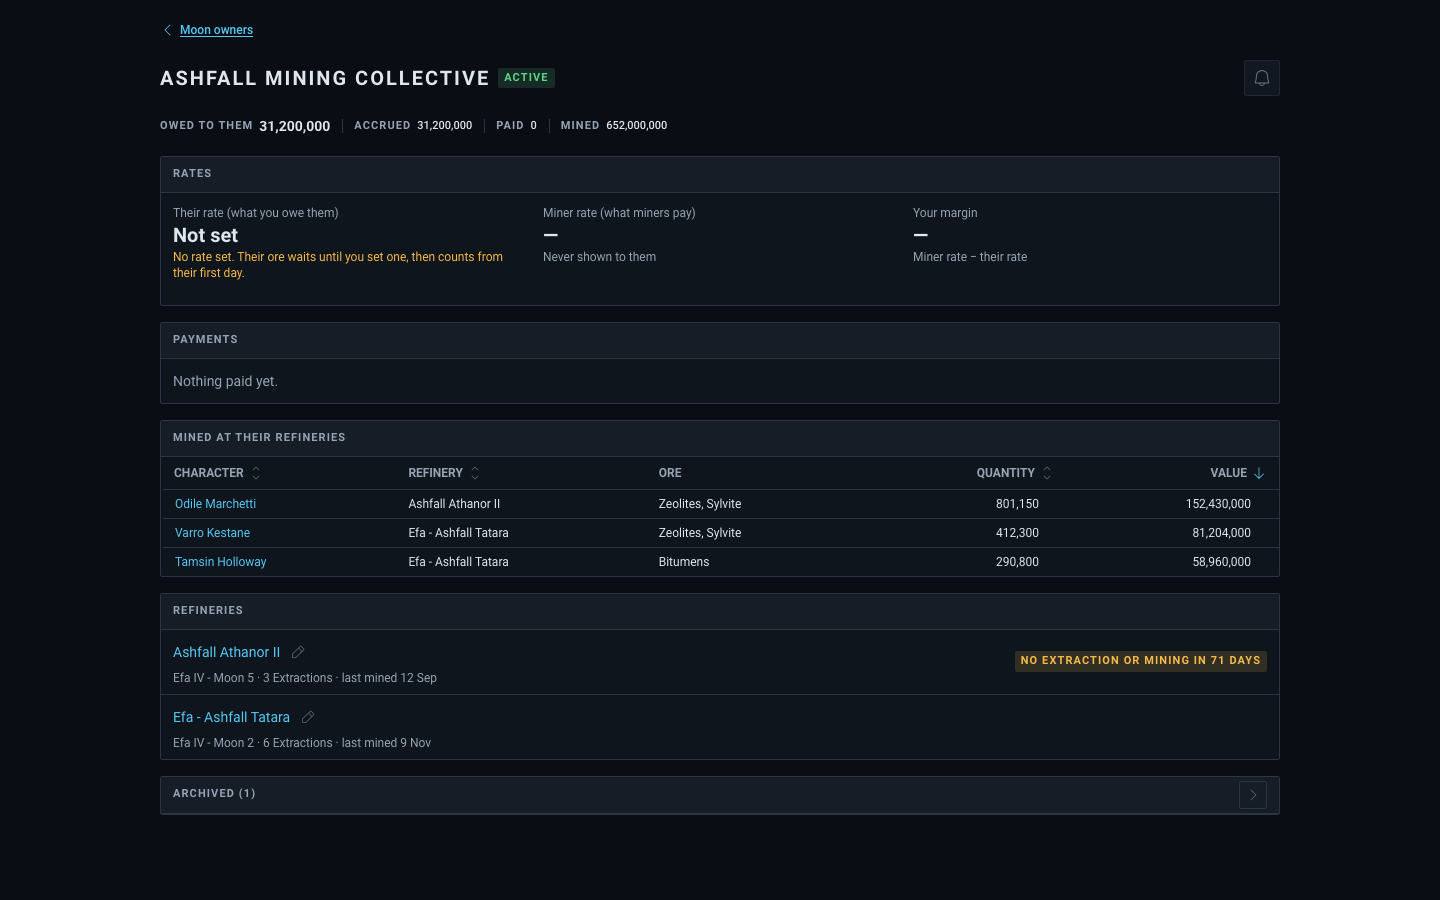 Moon owners
ASHFALL MINING COLLECTIVE ACTIVE
OWED TO THEM 31,200,000 ACCRUED 31,200,000 PAID 0 MINED 652,000,000
RATES
Their rate (what you owe them) Miner rate (what miners pay) Your margin
Not set — —
No rate set. Their ore waits until you set one, then counts from Never shown to them Miner rate − their rate
their first day.
PAYMENTS
Nothing paid yet.
MINED AT THEIR REFINERIES
CHARACTER REFINERY ORE QUANTITY VALUE
Odile Marchetti Ashfall Athanor II Zeolites, Sylvite 801,150 152,430,000
Varro Kestane Efa - Ashfall Tatara Zeolites, Sylvite 412,300 81,204,000
Tamsin Holloway Efa - Ashfall Tatara Bitumens 290,800 58,960,000
REFINERIES
Ashfall Athanor II
NO EXTRACTION OR MINING IN 71 DAYS
Efa IV - Moon 5 · 3 Extractions · last mined 12 Sep
Efa - Ashfall Tatara
Efa IV - Moon 2 · 6 Extractions · last mined 9 Nov
ARCHIVED (1)